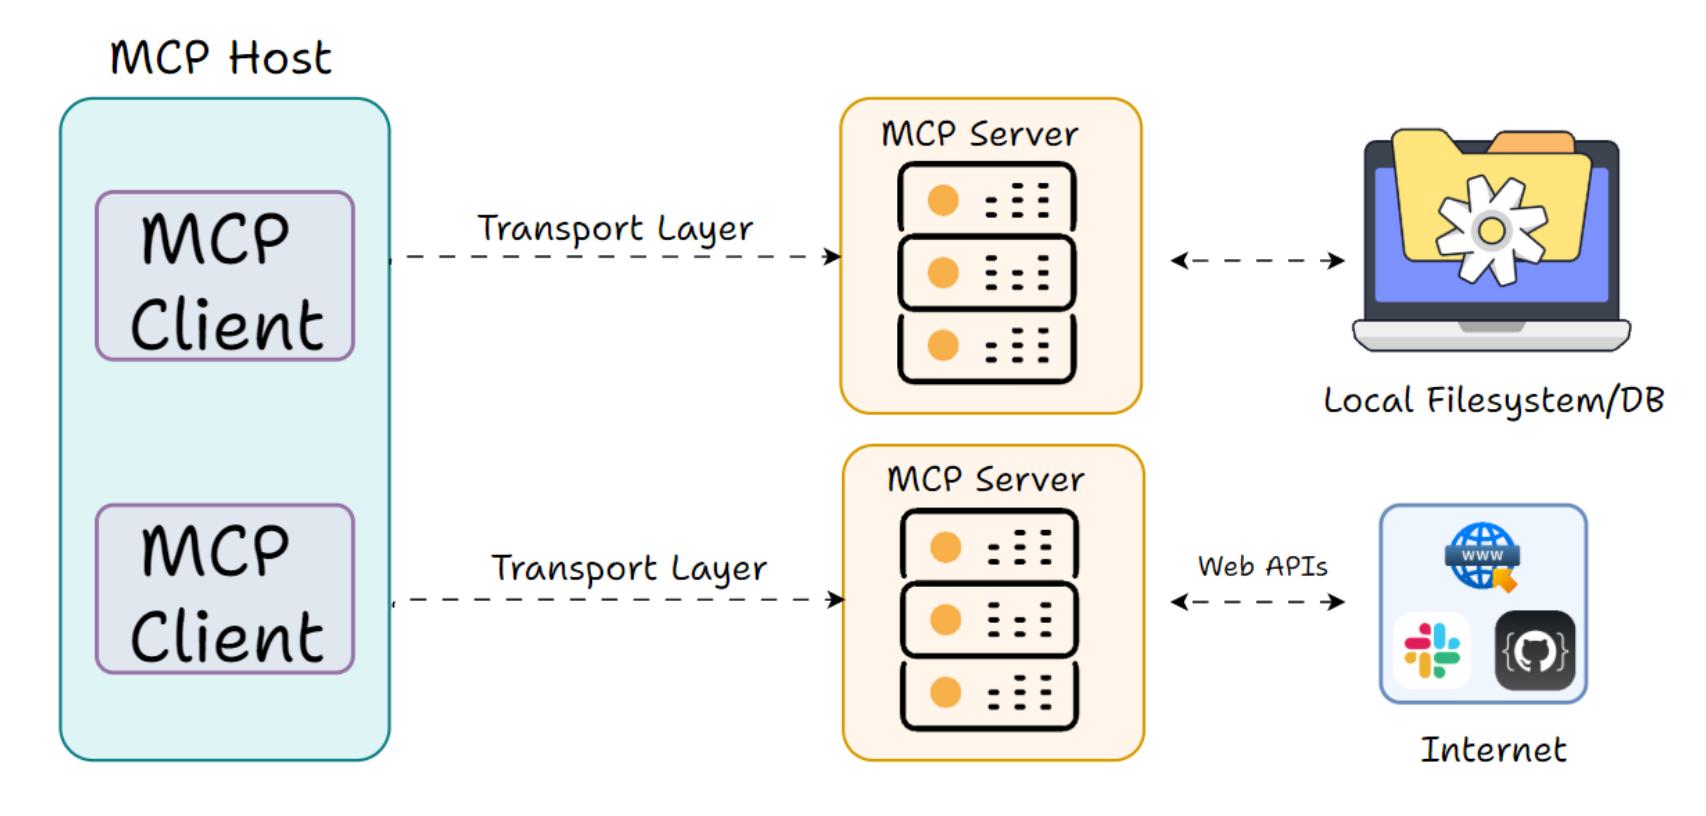 MCP Host
MCP
Client
Transport Layer
MCP Server
Local Filesystem/DB
MCP
Client
Transport Layer
MCP Server
Web APIs
WWW
Internet